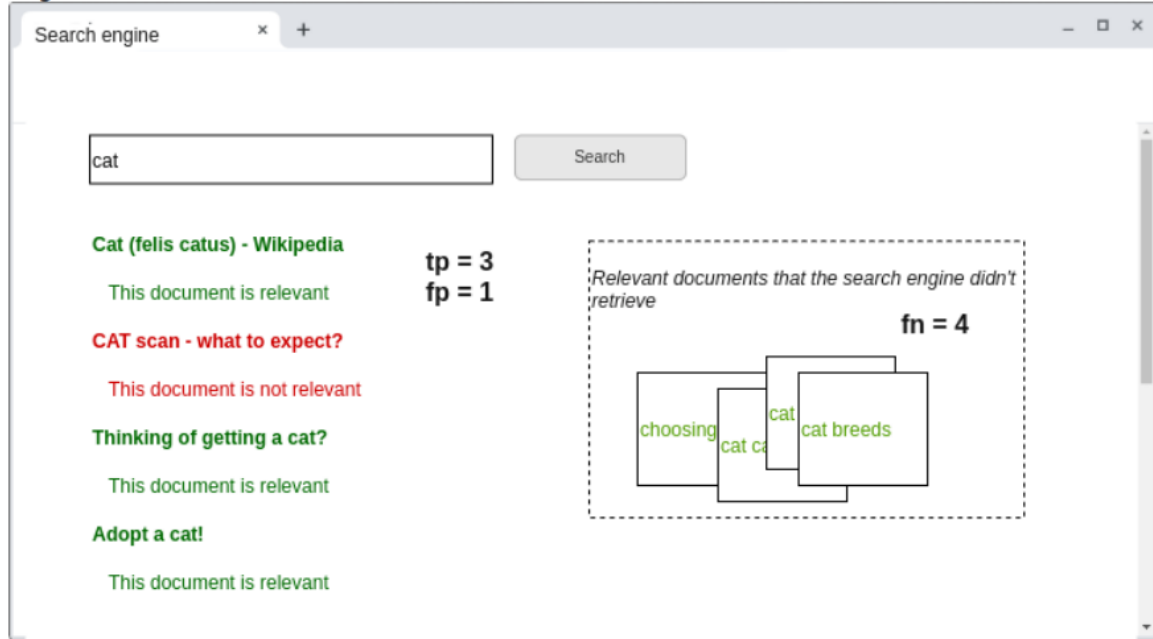 Search engine
cat
Search
Cat (felis catus) - Wikipedia
This document is relevant
tp = 3
fp = 1
CAT scan - what to expect?
This document is not relevant
Thinking of getting a cat?
This document is relevant
Adopt a cat!
This document is relevant
Relevant documents that the search engine didn't
retrieve
fn = 4
choosing
cat
cat
cat breeds